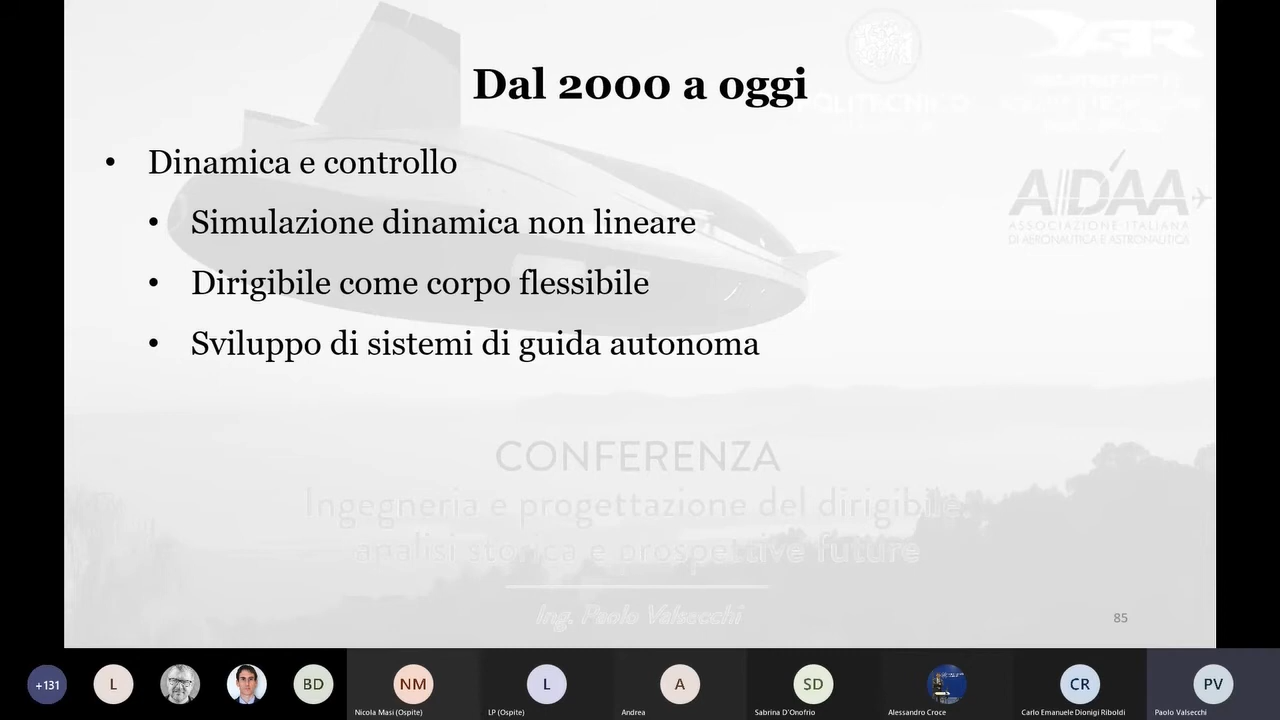 Dal 2000 a oggi
POLITECNICO
AIDAA
ASSOCIAZIONE ITALIANA
DI AERONAUTICA E ASTRONAUTICA
• Dinamica e controllo
• Simulazione dinamica non lineare
• Dirigibile come corpo flessibile
• Sviluppo di sistemi di guida autonoma
CONFERENZA
Ingegneria e progettazione del dirigibile:
analisi storica e prospettive future
Ing. Paolo Valsecchi
85
+131
L
BD
NM
L
A
SD
CR
PV
Nicola Masi (Ospite)
LP (Ospite)
Andrea
Sabrina D'Onofrio
Alessandro Croce
Carlo Emanuele Dionigi Riboldi
Paolo Valsecchi